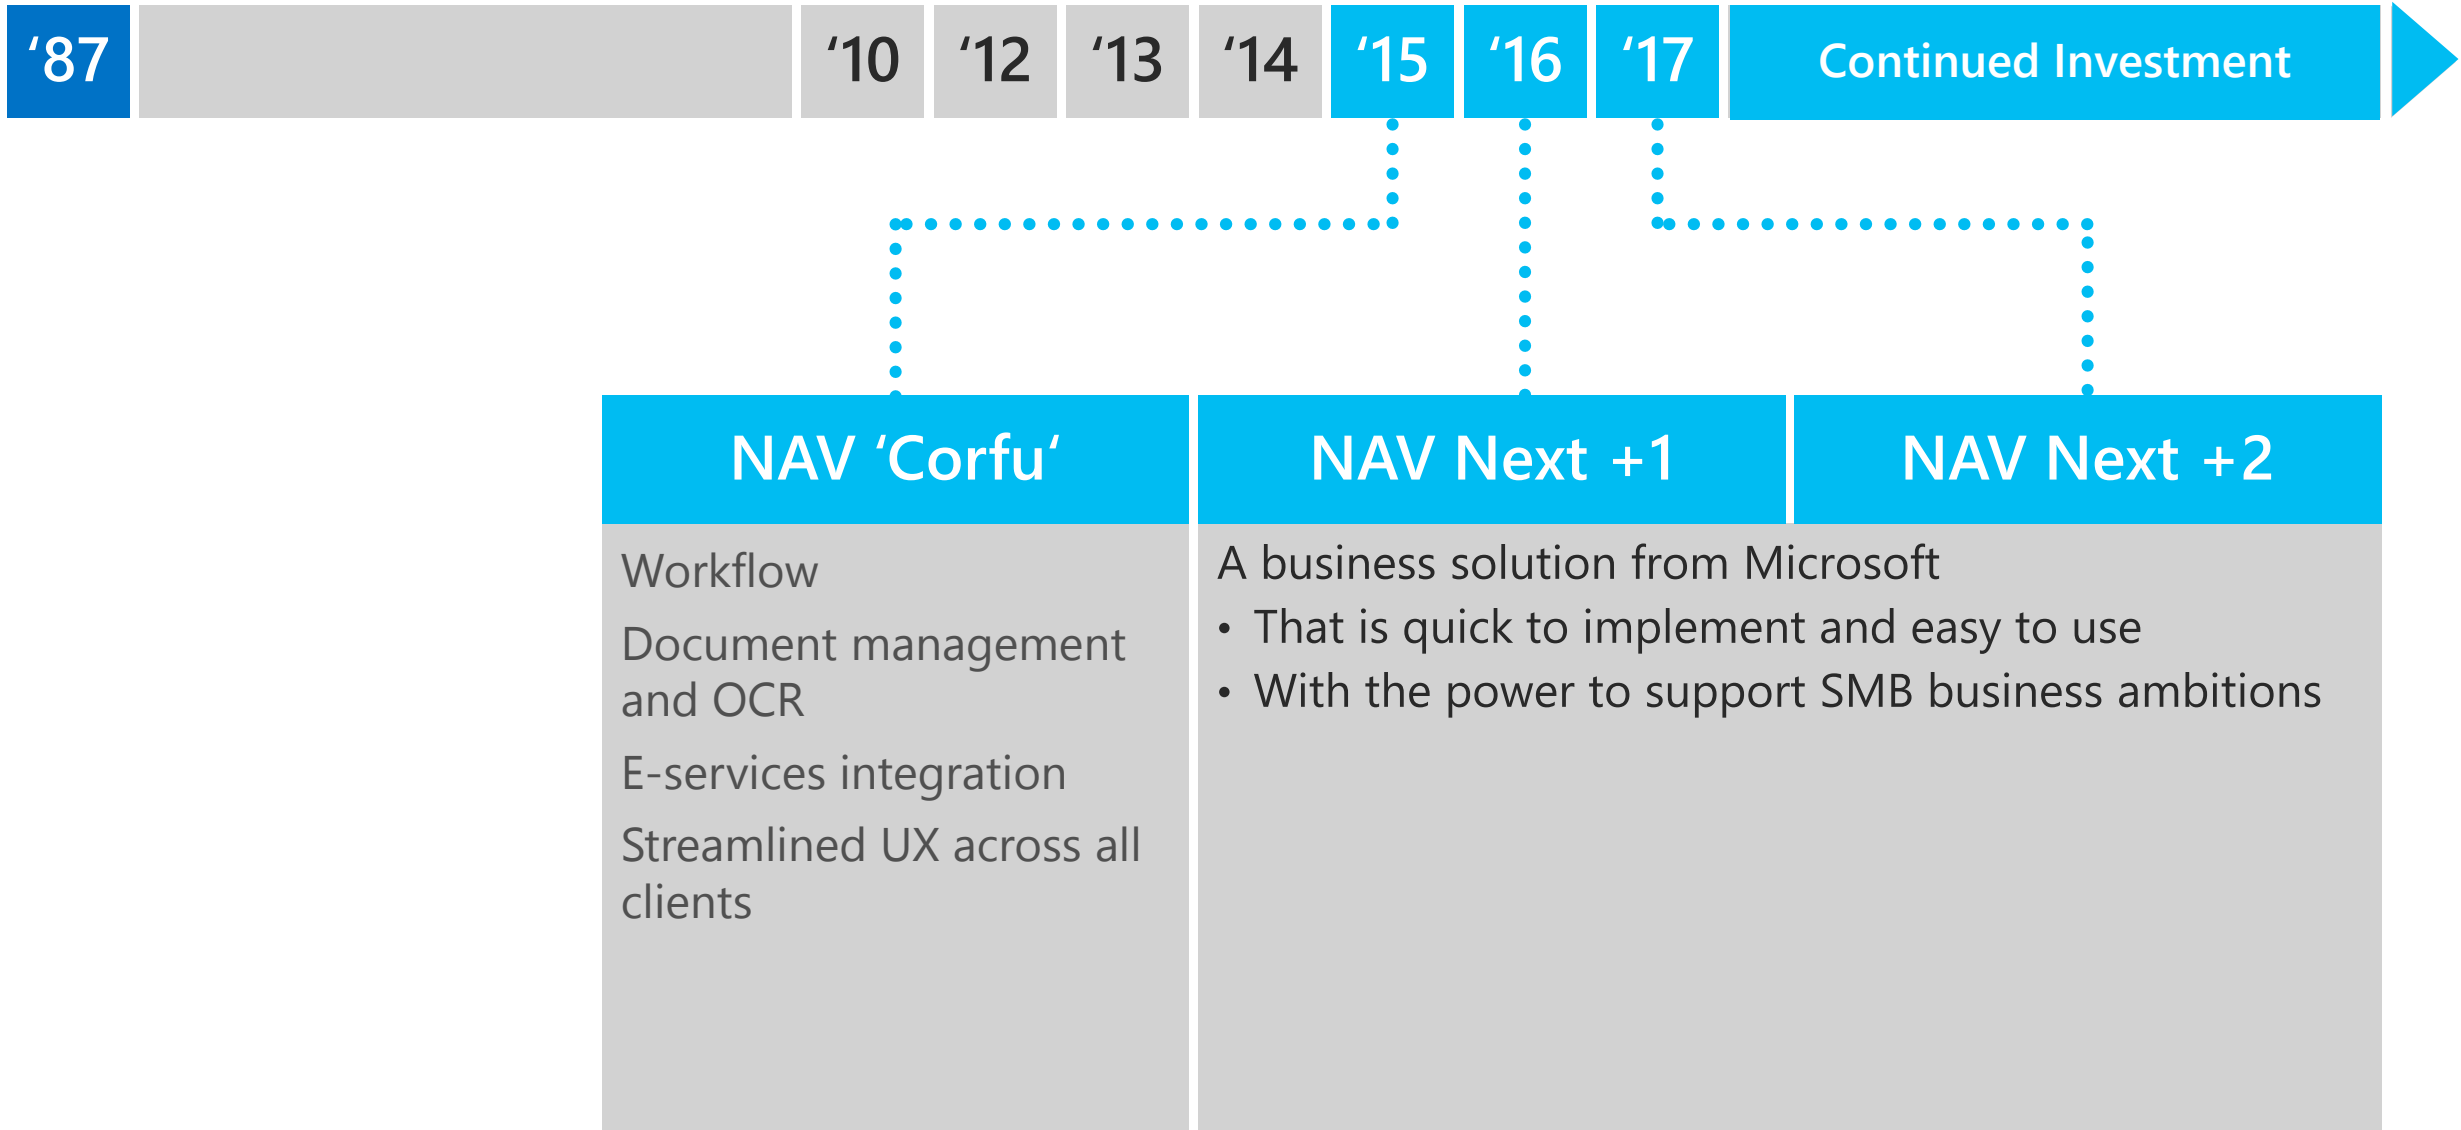 ‘87
‘10
‘12
‘13
‘14
‘15
‘16
‘17
Continued Investment
NAV ‘Corfu‘
NAV Next +1
NAV Next +2
Workflow
Document management
and OCR
E-services integration
Streamlined UX across all
clients
A business solution from Microsoft
• That is quick to implement and easy to use
• With the power to support SMB business ambitions